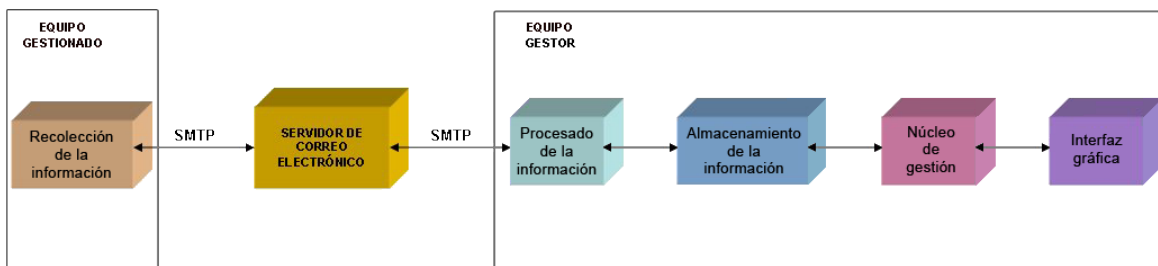 EQUIPO
GESTIONADO
EQUIPO
GESTOR
Recolección
de la
información
SMTP
SERVIDOR DE
CORREO
ELECTRÓNICO
SMTP
Procesado
de la
información
Almacenamiento
de la
información
Núcleo
de
gestión
Interfaz
gráfica